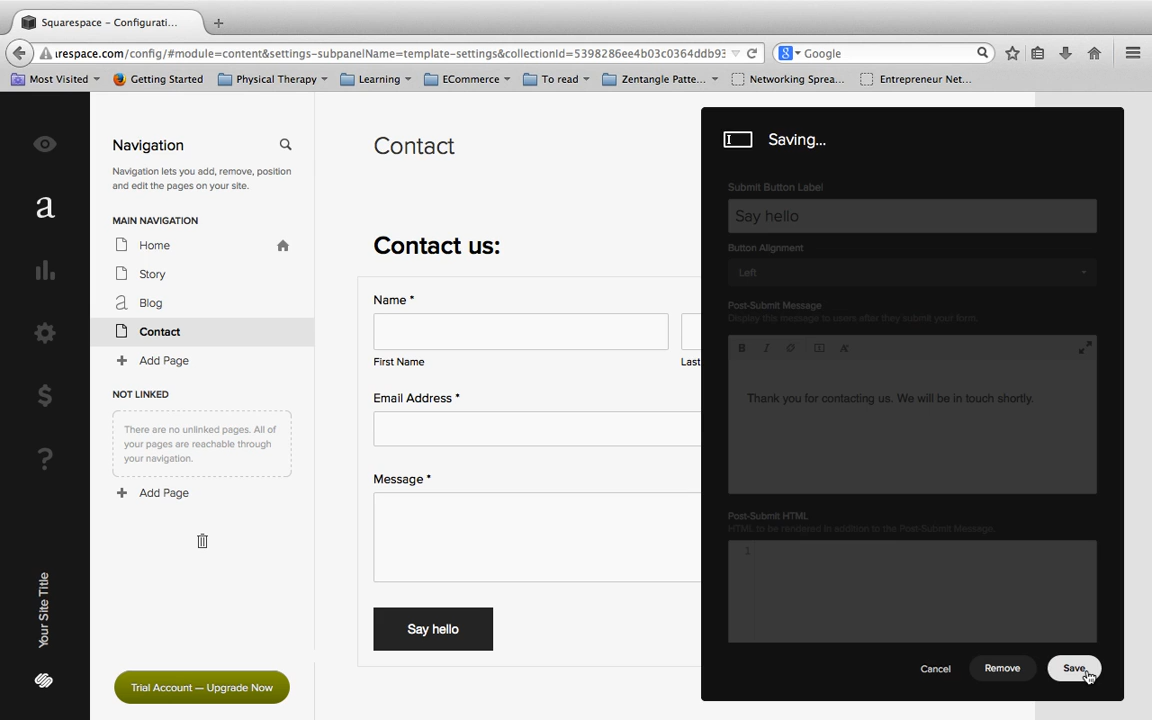 Squarespace - Configurati...
ırespace.com/config/#module=content&settings-subpanelName=template-settings&collectionId=5398286ee4b03c0364ddb93
Google
Most Visited
Getting Started
Physical Therapy
Learning
ECommerce
To read
Zentangle Patte...
Networking Sprea...
Entrepreneur Net...
Navigation
Navigation lets you add, remove, position
and edit the pages on your site.
MAIN NAVIGATION
Home
Story
Blog
Contact
Add Page
NOT LINKED
There are no unlinked pages. All of
your pages are reachable through
your navigation.
Add Page
Your Site Title
Trial Account — Upgrade Now
Contact
Contact us:
Name *
First Name
Last
Email Address *
Message *
Say hello
Saving...
Submit Button Label
Say hello
Button Alignment
Left
Post-Submit Message
Display this message to users after they submit your form.
Thank you for contacting us. We will be in touch shortly.
Post-Submit HTML
HTML to be rendered in addition to the Post-Submit Message.
1
Cancel
Remove
Save